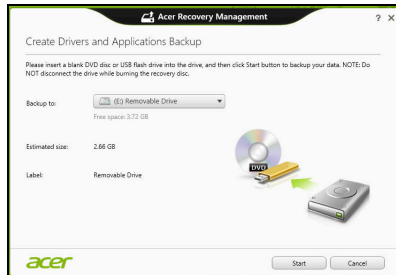 Acer Recovery Management
? X
Create Drivers and Applications Backup
Please insert a blank DVD disc or USB flash drive into the drive, and then click Start button to backup your data. NOTE: Do
NOT disconnect the drive while burning the recovery disc.
Backup to:
(E:) Removable Drive
Free space: 3.72 GB
Estimated size:
2.66 GB
DVD
Label:
Removable Drive
acer
Start
Cancel